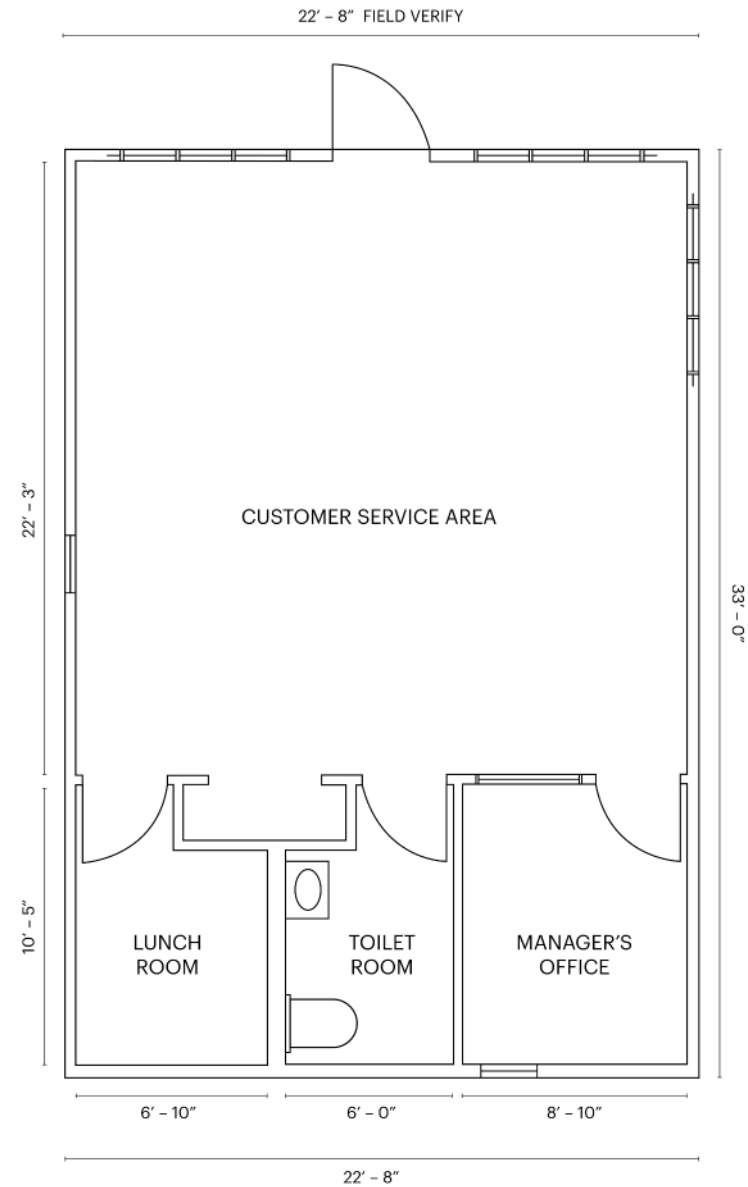 22’ – 8” FIELD VERIFY
22’ – 3”
CUSTOMER SERVICE AREA
33’ – 0”
10’ – 5”
LUNCH
ROOM
TOILET
ROOM
MANAGER’S
OFFICE
6’ – 10”
6’ – 0”
8’ – 10”
22’ – 8”